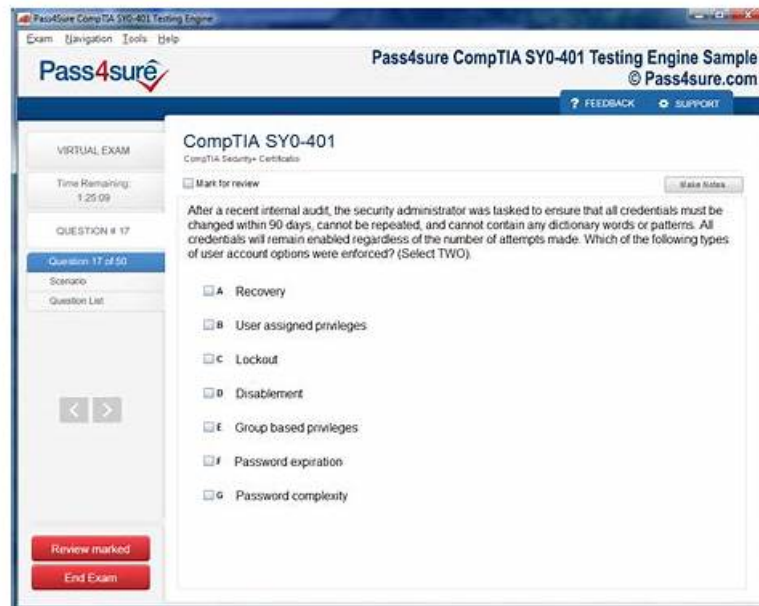 Pass4Sure CompTIA SY0-401 Testing Engine
Exam Navigation Tools Help
Pass4surê
Pass4sure CompTIA SY0-401 Testing Engine Sample
© Pass4sure.com
? FEEDBACK SUPPORT
VIRTUAL EXAM
Time Remaining:
1:25:09
QUESTION # 17
Question 17 of 50
Scenario
Question List
Review marked
End Exam
CompTIA SY0-401
CompTIA Security+ Certificatio
Mark for review
Make Notes
After a recent internal audit, the security administrator was tasked to ensure that all credentials must be
changed within 90 days, cannot be repeated, and cannot contain any dictionary words or patterns. All
credentials will remain enabled regardless of the number of attempts made. Which of the following types
of user account options were enforced? (Select TWO).
A Recovery
B User assigned privileges
C Lockout
D Disablement
E Group based privileges
F Password expiration
G Password complexity